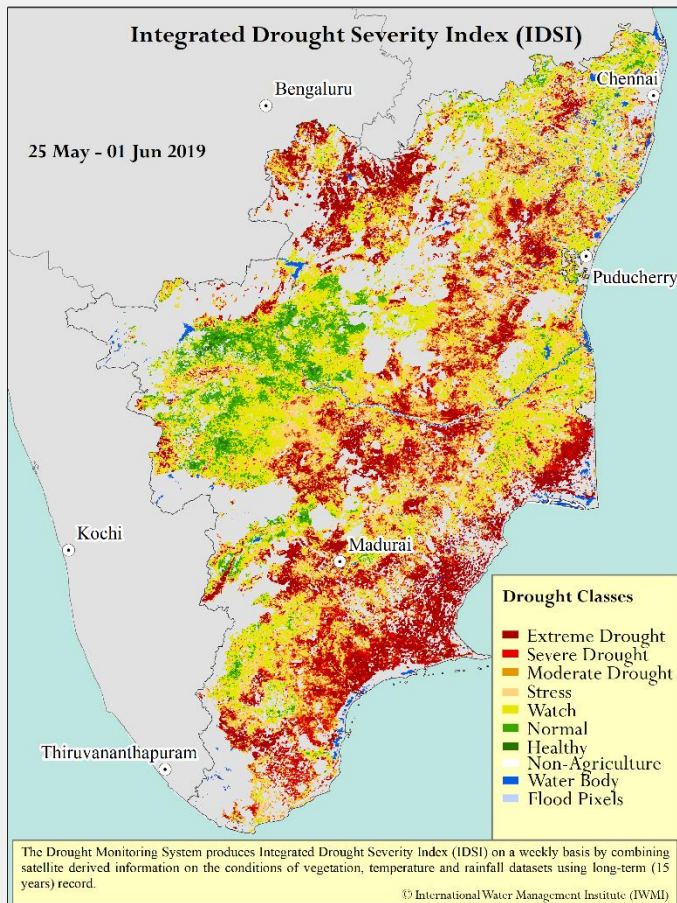 Integrated Drought Severity Index (IDSI)
Chennai
Bengaluru
25 May - 01 Jun 2019
Puducherry
Kochi
Madurai
Thiruvananthapuram
Drought Classes
Extreme Drought
Severe Drought
Moderate Drought
Stress
Watch
Normal
Healthy
Non-Agriculture
Water Body
Flood Pixels
The Drought Monitoring System produces Integrated Drought Severity Index (IDSI) on a weekly basis by combining
satellite derived information on the conditions of vegetation, temperature and rainfall datasets using long-term (15
years) record.
© International Water Management Institute (IWMI)